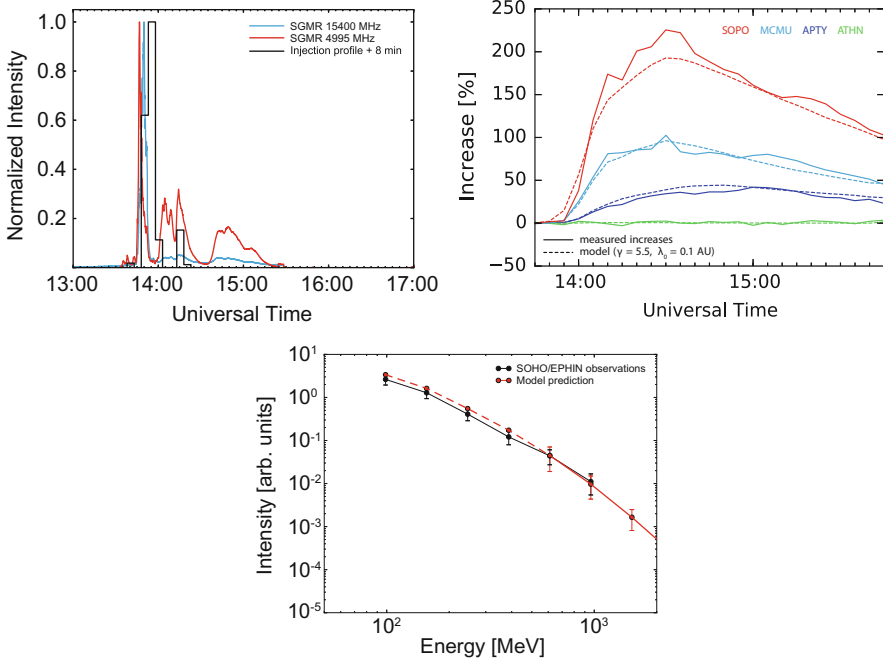 SGMR 15400 MHz
SGMR 4995 MHz
Injection profile + 8 min
Normalized Intensity
1.0
0.8
0.6
0.4
0.2
13:00 14:00 15:00 16:00 17:00
Universal Time
SOPO MCMU APTY ATHN
Increase [%]
250
200
150
100
50
0
−50
measured increases
model (γ = 5.5, λ₀ = 0.1 AU)
14:00 15:00
Universal Time
SOHO/EPHIN observations
Model prediction
Intensity [arb. units]
10¹
10⁰
10⁻¹
10⁻²
10⁻³
10⁻⁴
10⁻⁵
10² 10³
Energy [MeV]